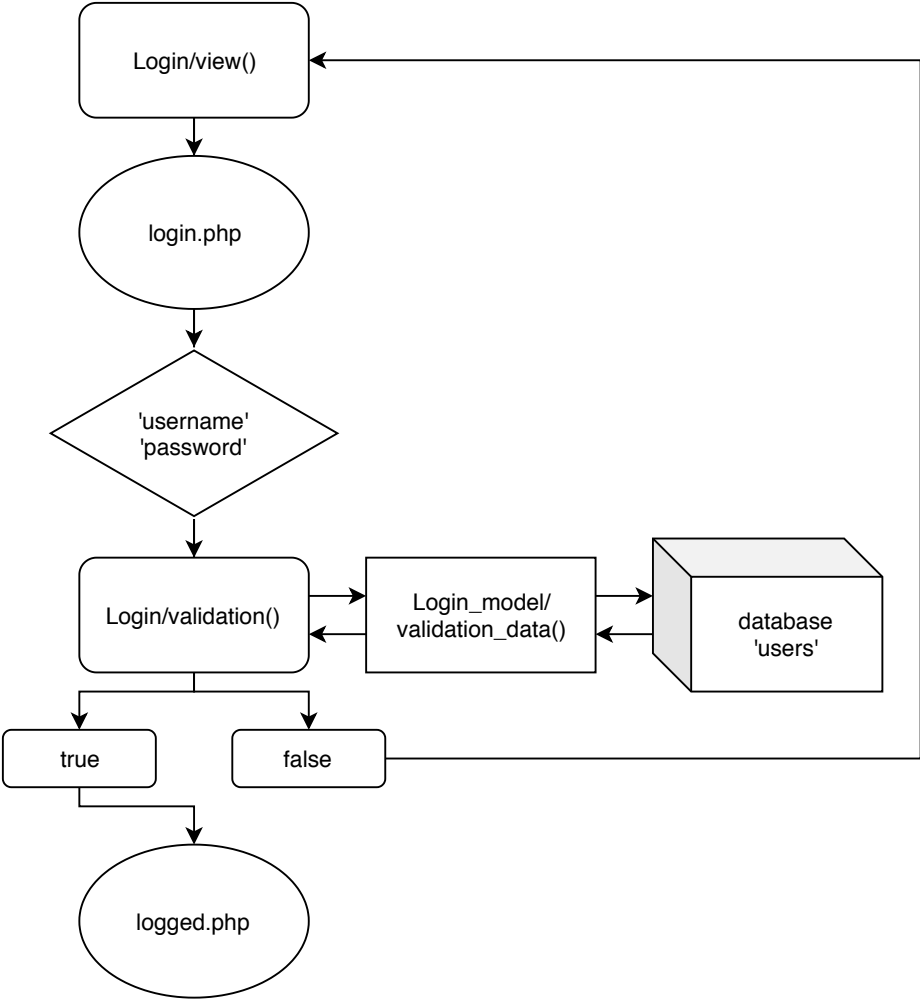 Login/view()
login.php
'username'
'password'
Login/validation()
Login_model/
validation_data()
database
'users'
true
false
logged.php